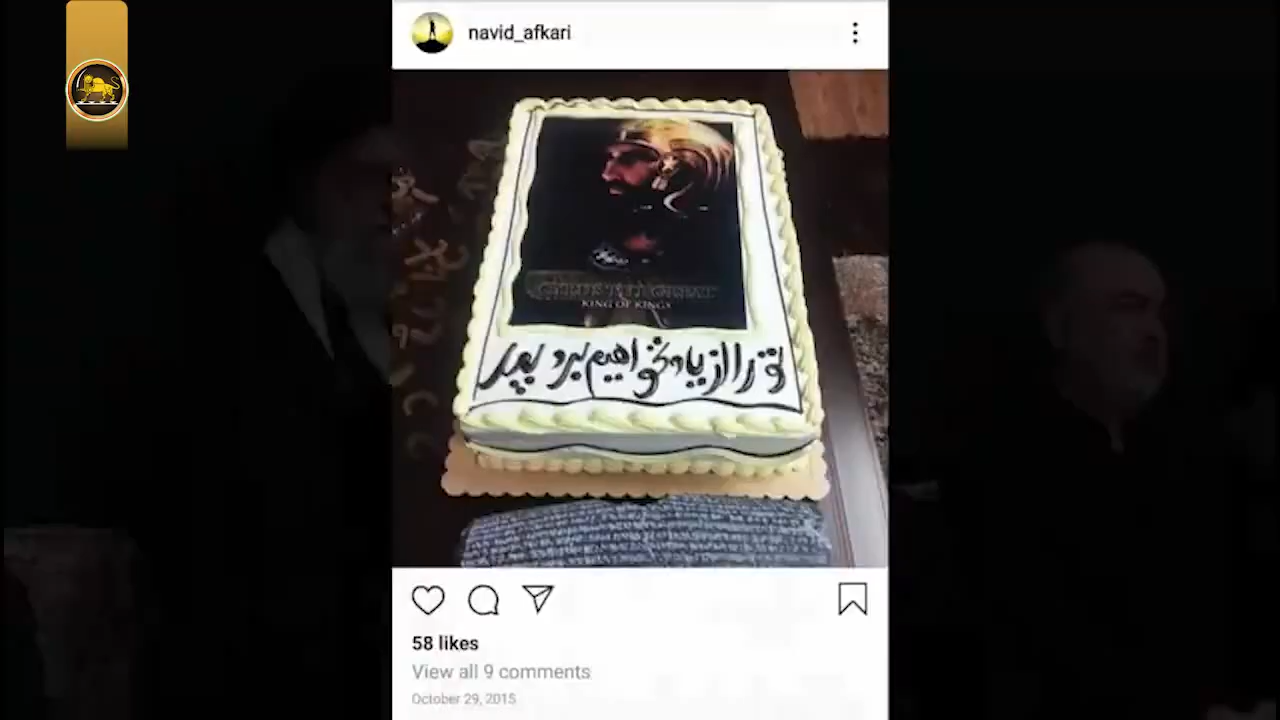 navid_afkari
CYRUS THE GREAT
KING OF KINGS
تو را از یاد نخواهیم برد پدر
58 likes
View all 9 comments
October 29, 2015